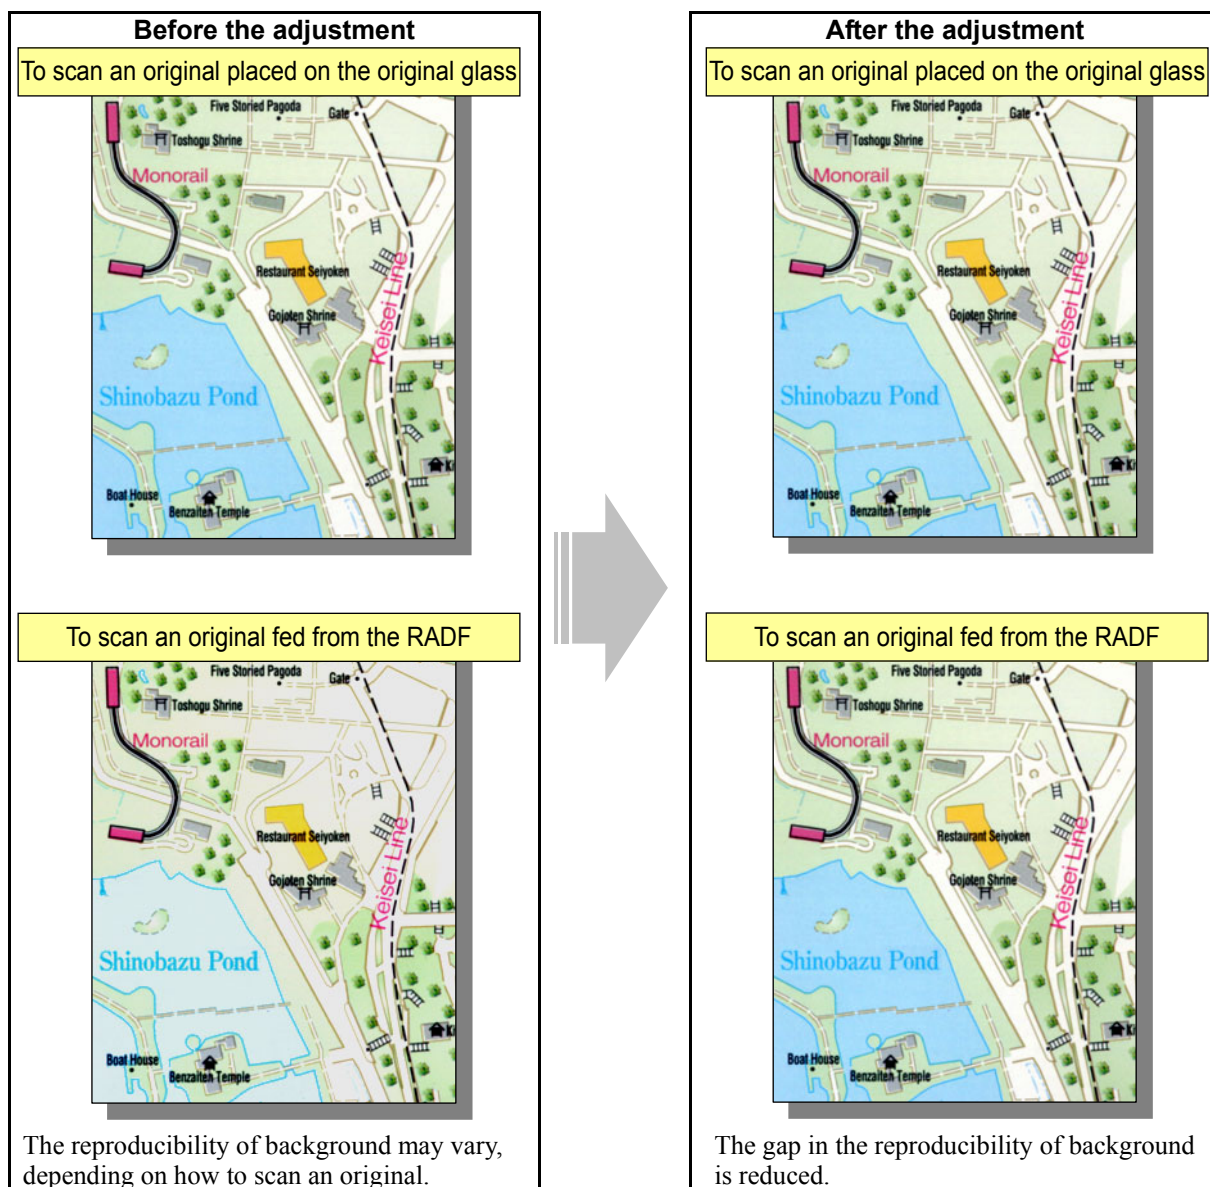 Before the adjustment
To scan an original placed on the original glass
Five Storied Pagoda
Gate
Toshogu Shrine
Monorail
Restaurant Seiyoken
Keisei Line
Gojoten Shrine
Shinobazu Pond
Boat House
Benzaiten Temple
To scan an original fed from the RADF
Five Storied Pagoda
Gate
Toshogu Shrine
Monorail
Restaurant Seiyoken
Keisei Line
Gojoten Shrine
Shinobazu Pond
Boat House
Benzaiten Temple
The reproducibility of background may vary,
depending on how to scan an original.
After the adjustment
To scan an original placed on the original glass
Five Storied Pagoda
Gate
Toshogu Shrine
Monorail
Restaurant Seiyoken
Keisei Line
Gojoten Shrine
Shinobazu Pond
Boat House
Benzaiten Temple
To scan an original fed from the RADF
Five Storied Pagoda
Gate
Toshogu Shrine
Monorail
Restaurant Seiyoken
Keisei Line
Gojoten Shrine
Shinobazu Pond
Boat House
Benzaiten Temple
The gap in the reproducibility of background
is reduced.